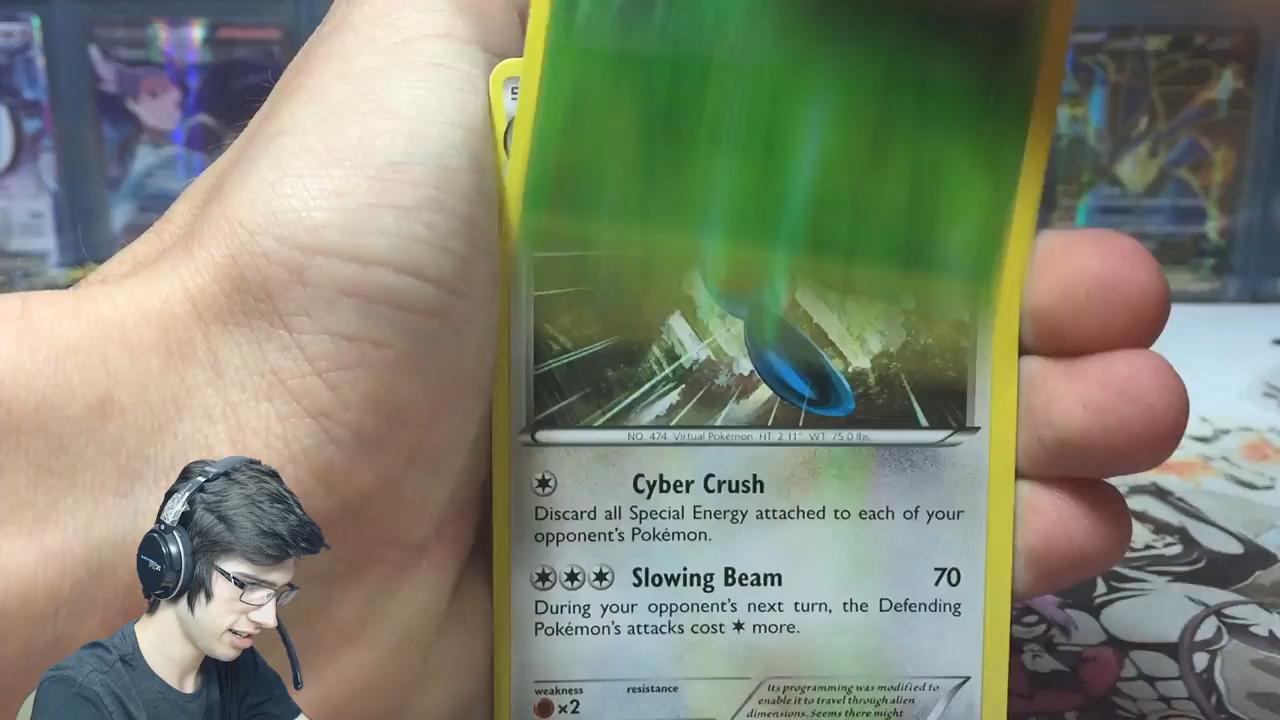 NO. 474 Virtual Pokémon HT: 2'11" WT: 75.0 lbs.
Cyber Crush
Discard all Special Energy attached to each of your
opponent's Pokémon.
Slowing Beam 70
During your opponent's next turn, the Defending
Pokémon's attacks cost more.
weakness resistance
x2
Its programming was modified to
enable it to travel through alien
dimensions. Seems there might